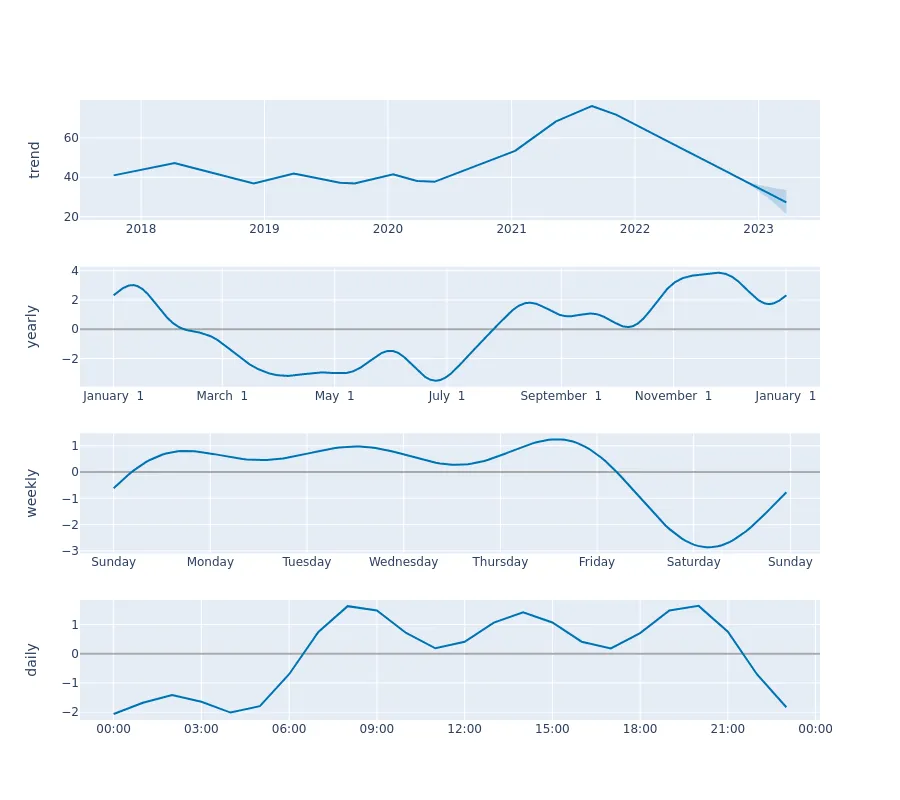 trend
60
40
20
2018 2019 2020 2021 2022 2023
yearly
4
2
0
−2
January 1 March 1 May 1 July 1 September 1 November 1 January 1
weekly
1
0
−1
−2
−3
Sunday Monday Tuesday Wednesday Thursday Friday Saturday Sunday
daily
1
0
−1
−2
00:00 03:00 06:00 09:00 12:00 15:00 18:00 21:00 00:00